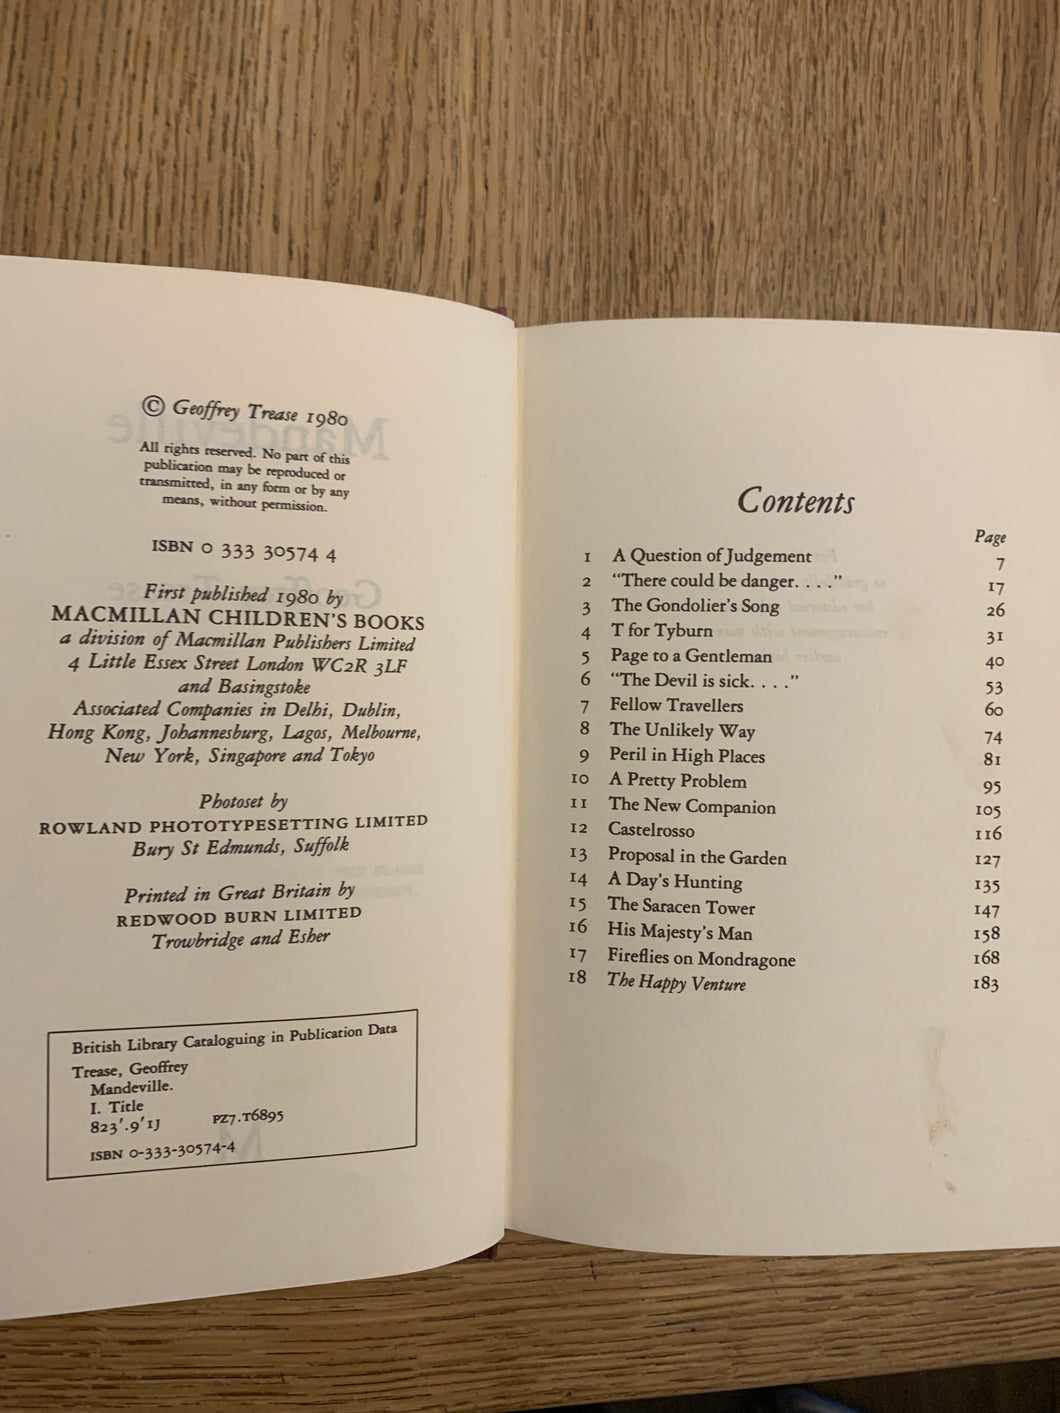 © Geoffrey Trease 1980
All rights reserved. No part of this
publication may be reproduced or
transmitted, in any form or by any
means, without permission.
ISBN 0 333 30574 4
First published 1980 by
MACMILLAN CHILDREN'S BOOKS
a division of Macmillan Publishers Limited
4 Little Essex Street London WC2R 3LF
and Basingstoke
Associated Companies in Delhi, Dublin,
Hong Kong, Johannesburg, Lagos, Melbourne,
New York, Singapore and Tokyo
Photoset by
ROWLAND PHOTOTYPESETTING LIMITED
Bury St Edmunds, Suffolk
Printed in Great Britain by
REDWOOD BURN LIMITED
Trowbridge and Esher
British Library Cataloguing in Publication Data
Trease, Geoffrey
Mandeville.
I. Title
823'.9'1J PZ7.T6895
ISBN 0-333-30574-4
Contents
Page
1 A Question of Judgement 7
2 "There could be danger. . . ." 17
3 The Gondolier's Song 26
4 T for Tyburn 31
5 Page to a Gentleman 40
6 "The Devil is sick. . . ." 53
7 Fellow Travellers 60
8 The Unlikely Way 74
9 Peril in High Places 81
10 A Pretty Problem 95
11 The New Companion 105
12 Castelrosso 116
13 Proposal in the Garden 127
14 A Day's Hunting 135
15 The Saracen Tower 147
16 His Majesty's Man 158
17 Fireflies on Mondragone 168
18 The Happy Venture 183